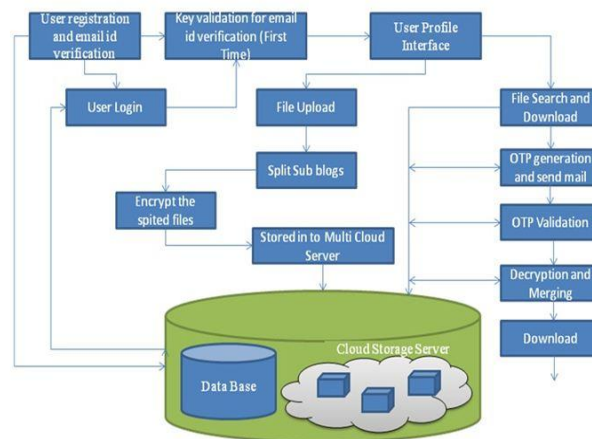 User registration
and email id
verification
Key validation for email
id verification (First
Time)
User Profile
Interface
User Login
File Upload
File Search and
Download
Split Sub blogs
OTP generation
and send mail
Encrypt the
spited files
OTP Validation
Stored in to Multi Cloud
Server
Decryption and
Merging
Download
Cloud Storage Server
Data Base